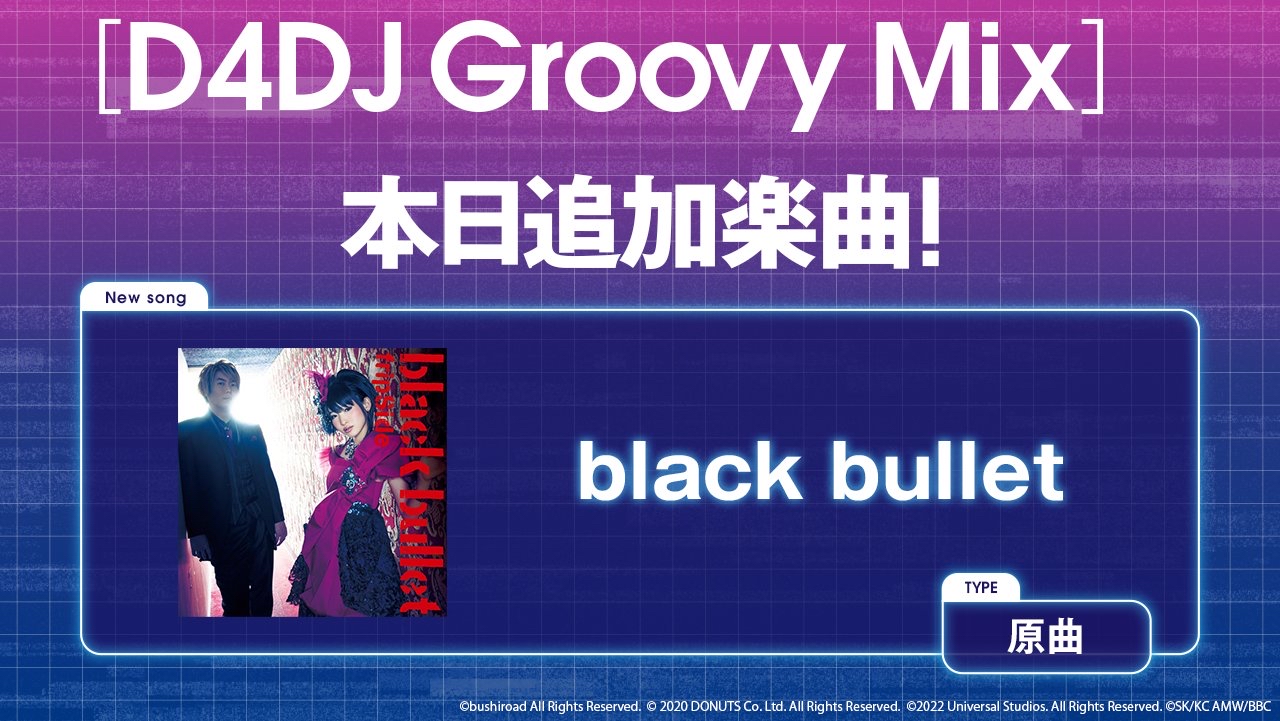 [D4DJ Groovy Mix]
本日追加楽曲!
New song
black bullet
fripSide
black bullet
TYPE
原曲
©bushiroad All Rights Reserved. © 2020 DONUTS Co. Ltd. All Rights Reserved. ©2022 Universal Studios. All Rights Reserved. ©SK/KC AMW/BBC